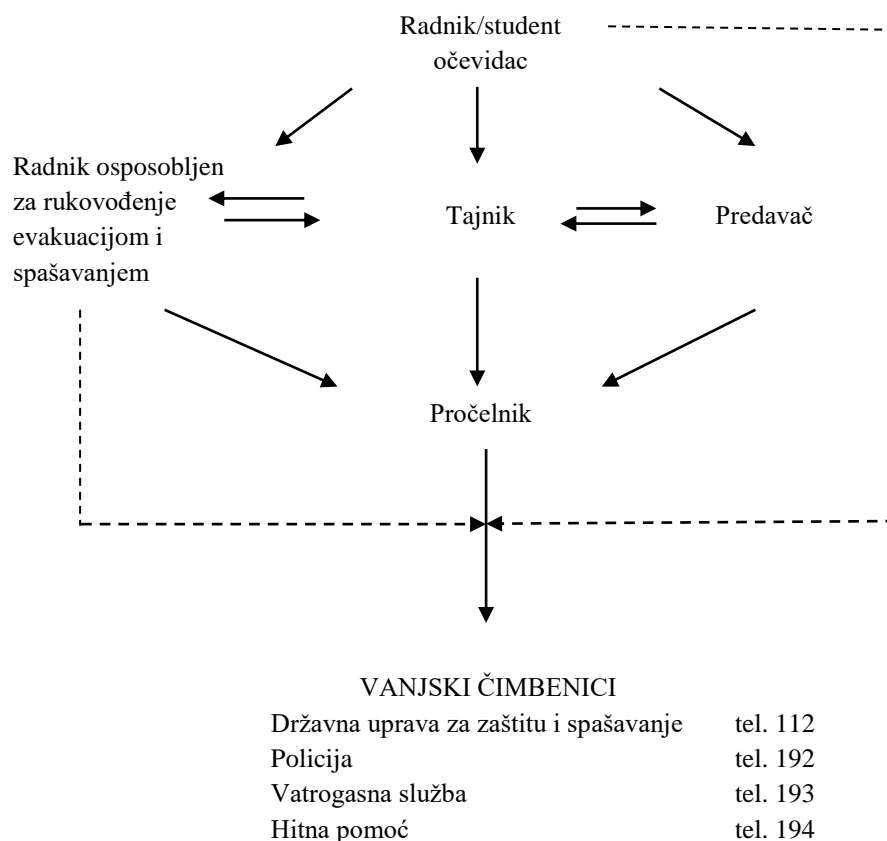 Radnik/student
očevidac
Radnik osposobljen
za rukovođenje
evakuacijom i
spašavanjem
Tajnik
Predavač
Pročelnik
VANJSKI ČIMBENICI
Državna uprava za zaštitu i spašavanje tel. 112
Policija tel. 192
Vatrogasna služba tel. 193
Hitna pomoć tel. 194